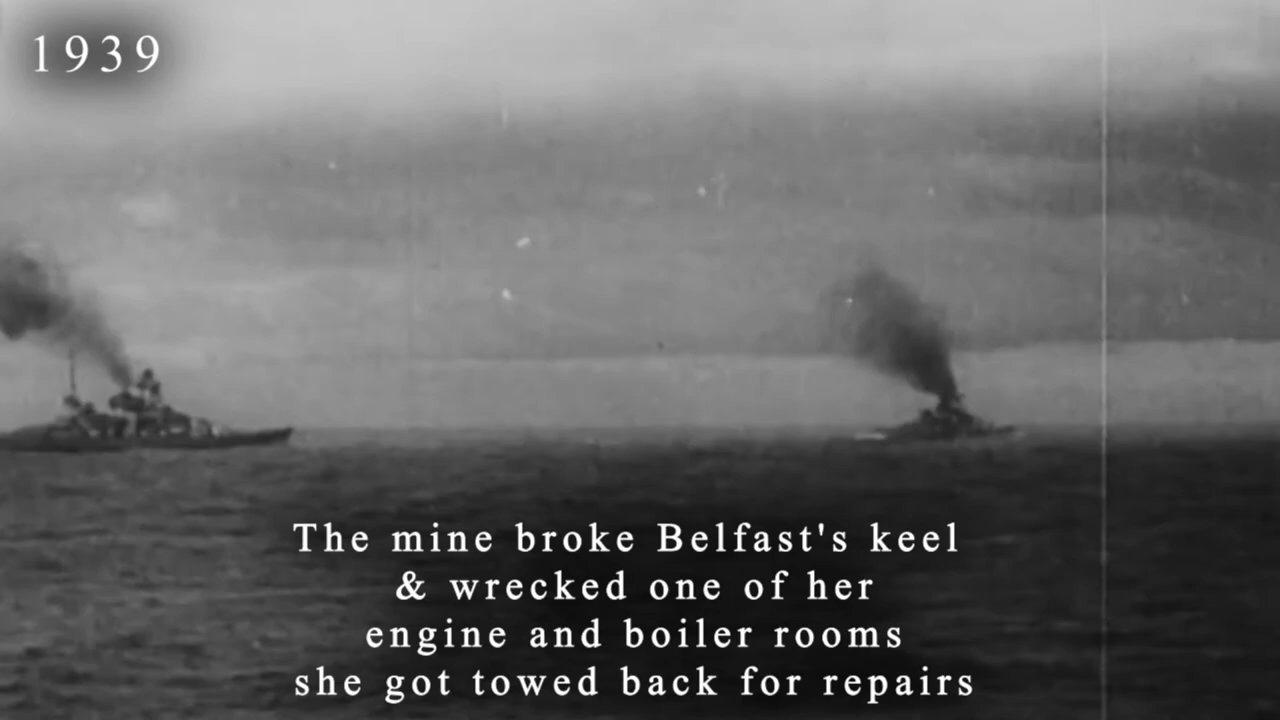 1939
The mine broke Belfast's keel
& wrecked one of her
engine and boiler rooms
she got towed back for repairs